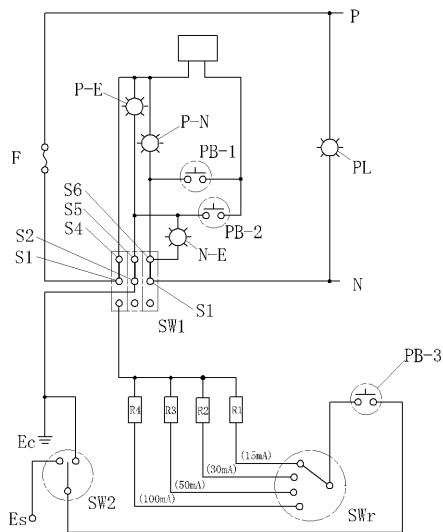 P
P-E
P-N
F
PL
PB-1
S6
S5
S4
PB-2
S2
N-E
S1
N
S1
SW1
PB-3
R4
R3
R2
R1
Ec
(15mA)
(30mA)
(50mA)
(100mA)
SW2
SWr
Es